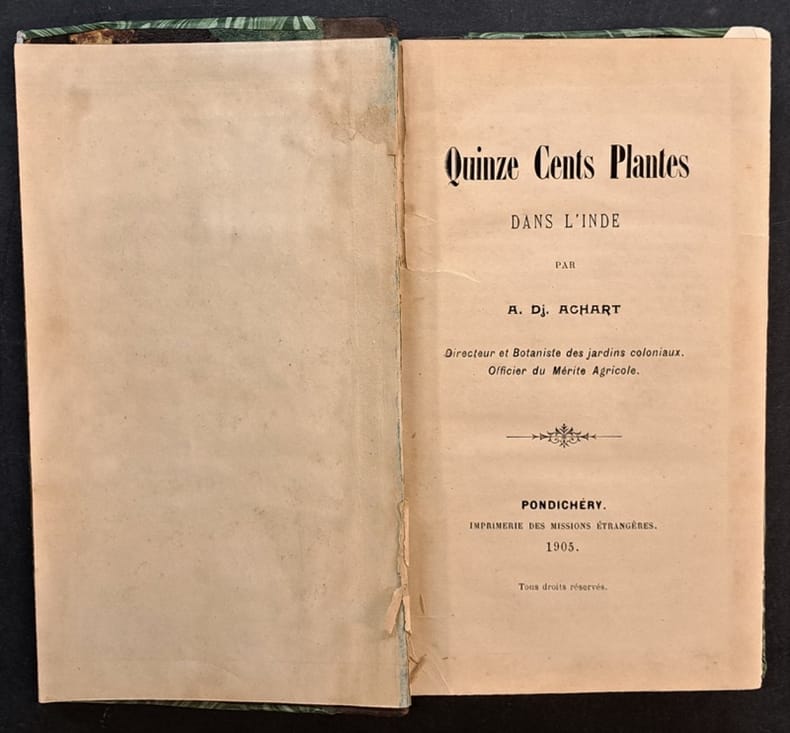 Quinze Cents Plantes
DANS L'INDE
PAR
A. Dj. ACHART
Directeur et Botaniste des jardins coloniaux.
Officier du Mérite Agricole.
PONDICHÉRY.
IMPRIMERIE DES MISSIONS ÉTRANGÈRES.
1905.
Tous droits réservés.